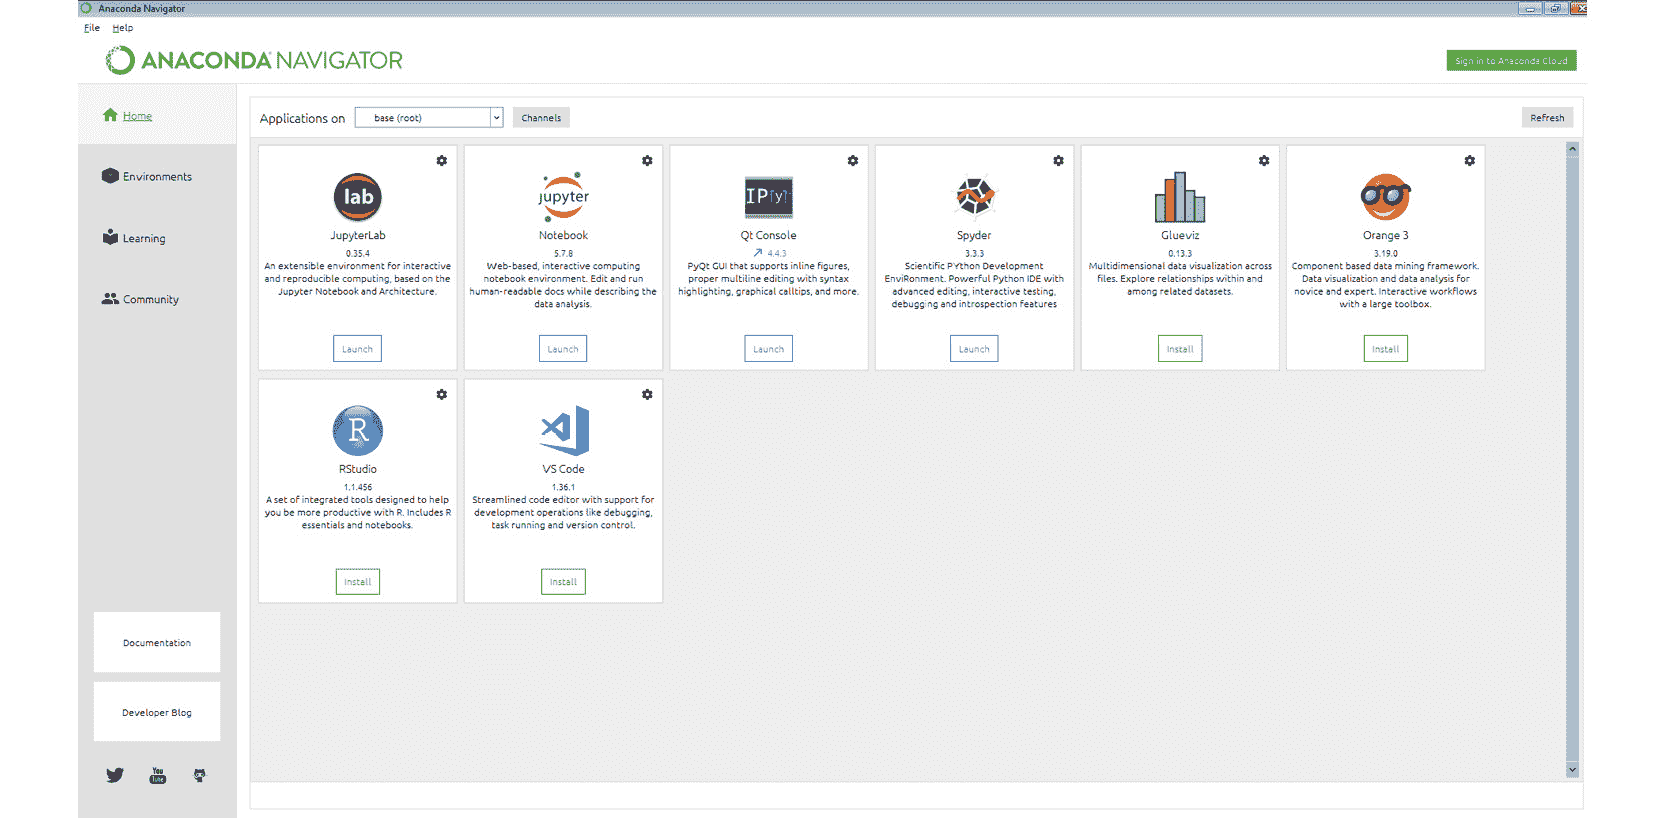 Anaconda Navigator
File Help
ANACONDA NAVIGATOR
Sign in to Anaconda Cloud
Home
Environments
Learning
Community
Documentation
Developer Blog
You
Tube
Applications on base (root) Channels Refresh
lab
JupyterLab
0.35.4
An extensible environment for interactive
and reproducible computing, based on the
Jupyter Notebook and Architecture.
Launch
jupyter
Notebook
5.7.8
Web-based, interactive computing
notebook environment. Edit and run
human-readable docs while describing the
data analysis.
Launch
IP[y]
Qt Console
4.4.3
PyQt GUI that supports inline figures,
proper multiline editing with syntax
highlighting, graphical calltips, and more.
Launch
Spyder
3.3.3
Scientific PYthon Development
EnviRonment. Powerful Python IDE with
advanced editing, interactive testing,
debugging and introspection features
Launch
Glueviz
0.13.3
Multidimensional data visualization across
files. Explore relationships within and
among related datasets.
Install
Orange 3
3.19.0
Component based data mining framework.
Data visualization and data analysis for
novice and expert. Interactive workflows
with a large toolbox.
Install
R
RStudio
1.1.456
A set of integrated tools designed to help
you be more productive with R. Includes R
essentials and notebooks.
Install
VS Code
1.36.1
Streamlined code editor with support for
development operations like debugging,
task running and version control.
Install